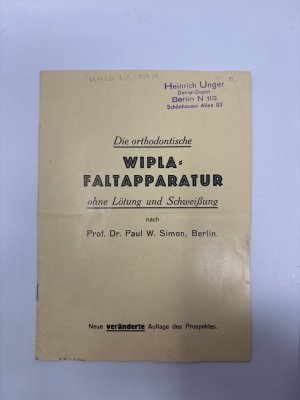 Heinrich Unger
Dental-Depot
Berlin N 113
Schönhauser Allee 82
Die orthodontische
WIPLA-
FALTAPPARATUR
ohne Lötung und Schweißung
nach
Prof. Dr. Paul W. Simon, Berlin.
Neue veränderte Auflage des Prospektes.